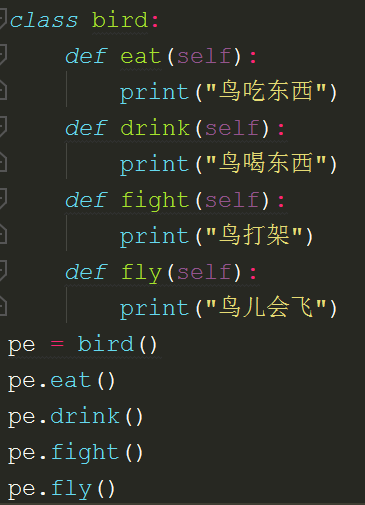 class bird:
    def eat(self):
        print("鸟吃东西")
    def drink(self):
        print("鸟喝东西")
    def fight(self):
        print("鸟打架")
    def fly(self):
        print("鸟儿会飞")
pe = bird()
pe.eat()
pe.drink()
pe.fight()
pe.fly()